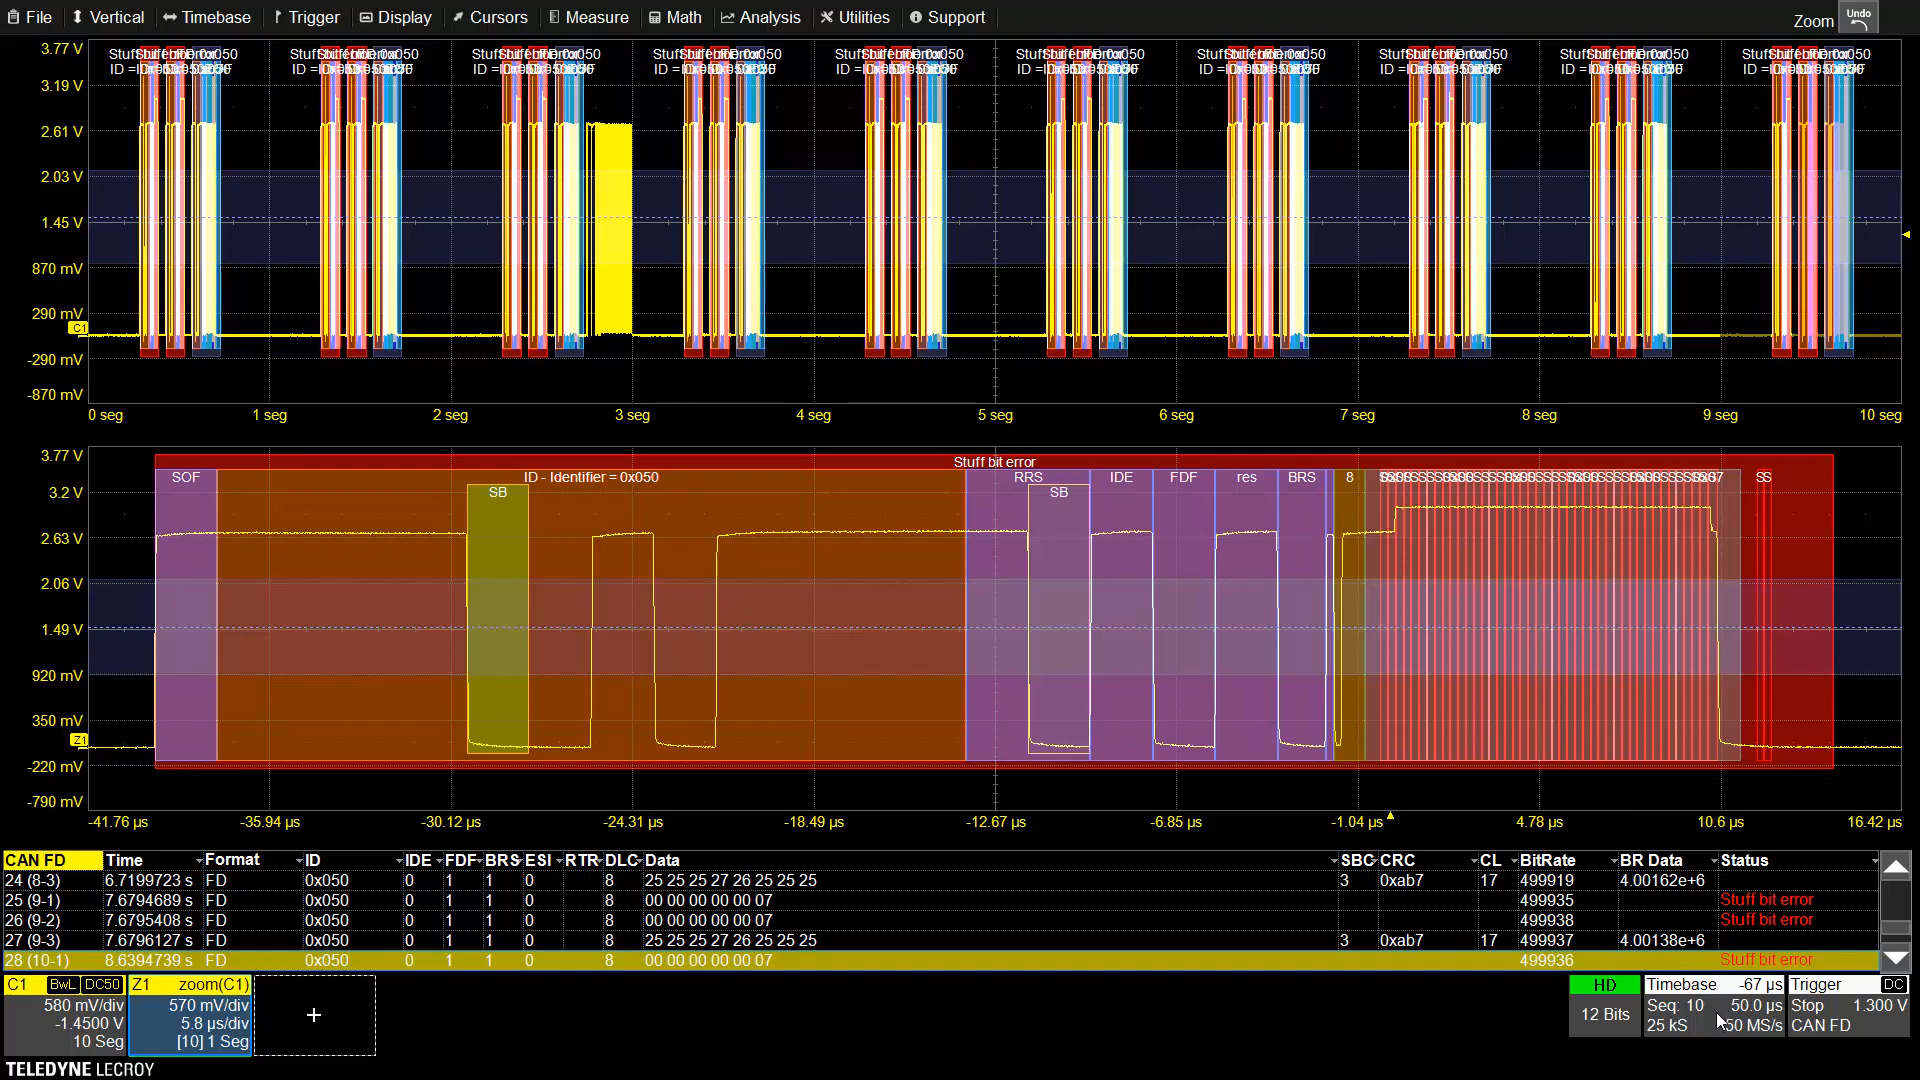 File Vertical Timebase Trigger Display Cursors Measure Math Analysis Utilities Support Zoom Undo
3.77 V
3.19 V
2.61 V
2.03 V
1.45 V
870 mV
290 mV
C1
-290 mV
-870 mV
0 seg 1 seg 2 seg 3 seg 4 seg 5 seg 6 seg 7 seg 8 seg 9 seg 10 seg
3.77 V
Stuff bit error
SOF ID - Identifier = 0x050 RRS IDE FDF res BRS 8
SB SB
3.2 V
2.63 V
2.06 V
1.49 V
920 mV
350 mV
Z1
-220 mV
-790 mV
-41.76 µs -35.94 µs -30.12 µs -24.31 µs -18.49 µs -12.67 µs -6.85 µs -1.04 µs 4.78 µs 10.6 µs 16.42 µs
CAN FD Time Format ID IDE FDF BRS ESI RTR DLC Data SBC CRC CL BitRate BR Data Status
24 (8-3) 6.7199723 s FD 0x050 0 1 1 0 8 25 25 25 27 26 25 25 25 3 0xab7 17 499919 4.00162e+6
25 (9-1) 7.6794689 s FD 0x050 0 1 1 0 8 00 00 00 00 00 07 499935 Stuff bit error
26 (9-2) 7.6795408 s FD 0x050 0 1 1 0 8 00 00 00 00 00 07 499938 Stuff bit error
27 (9-3) 7.6796127 s FD 0x050 0 1 1 0 8 25 25 25 27 26 25 25 25 3 0xab7 17 499937 4.00138e+6
28 (10-1) 8.6394739 s FD 0x050 0 1 1 0 8 00 00 00 00 00 07 499936 Stuff bit error
C1 BwL DC50 Z1 zoom(C1) HD Timebase -67 µs Trigger DC
580 mV/div 570 mV/div Seq: 10 50.0 µs Stop 1.300 V
-1.4500 V 5.8 µs/div + 12 Bits 25 kS 50 MS/s CAN FD
10 Seg [10] 1 Seg
TELEDYNE LECROY